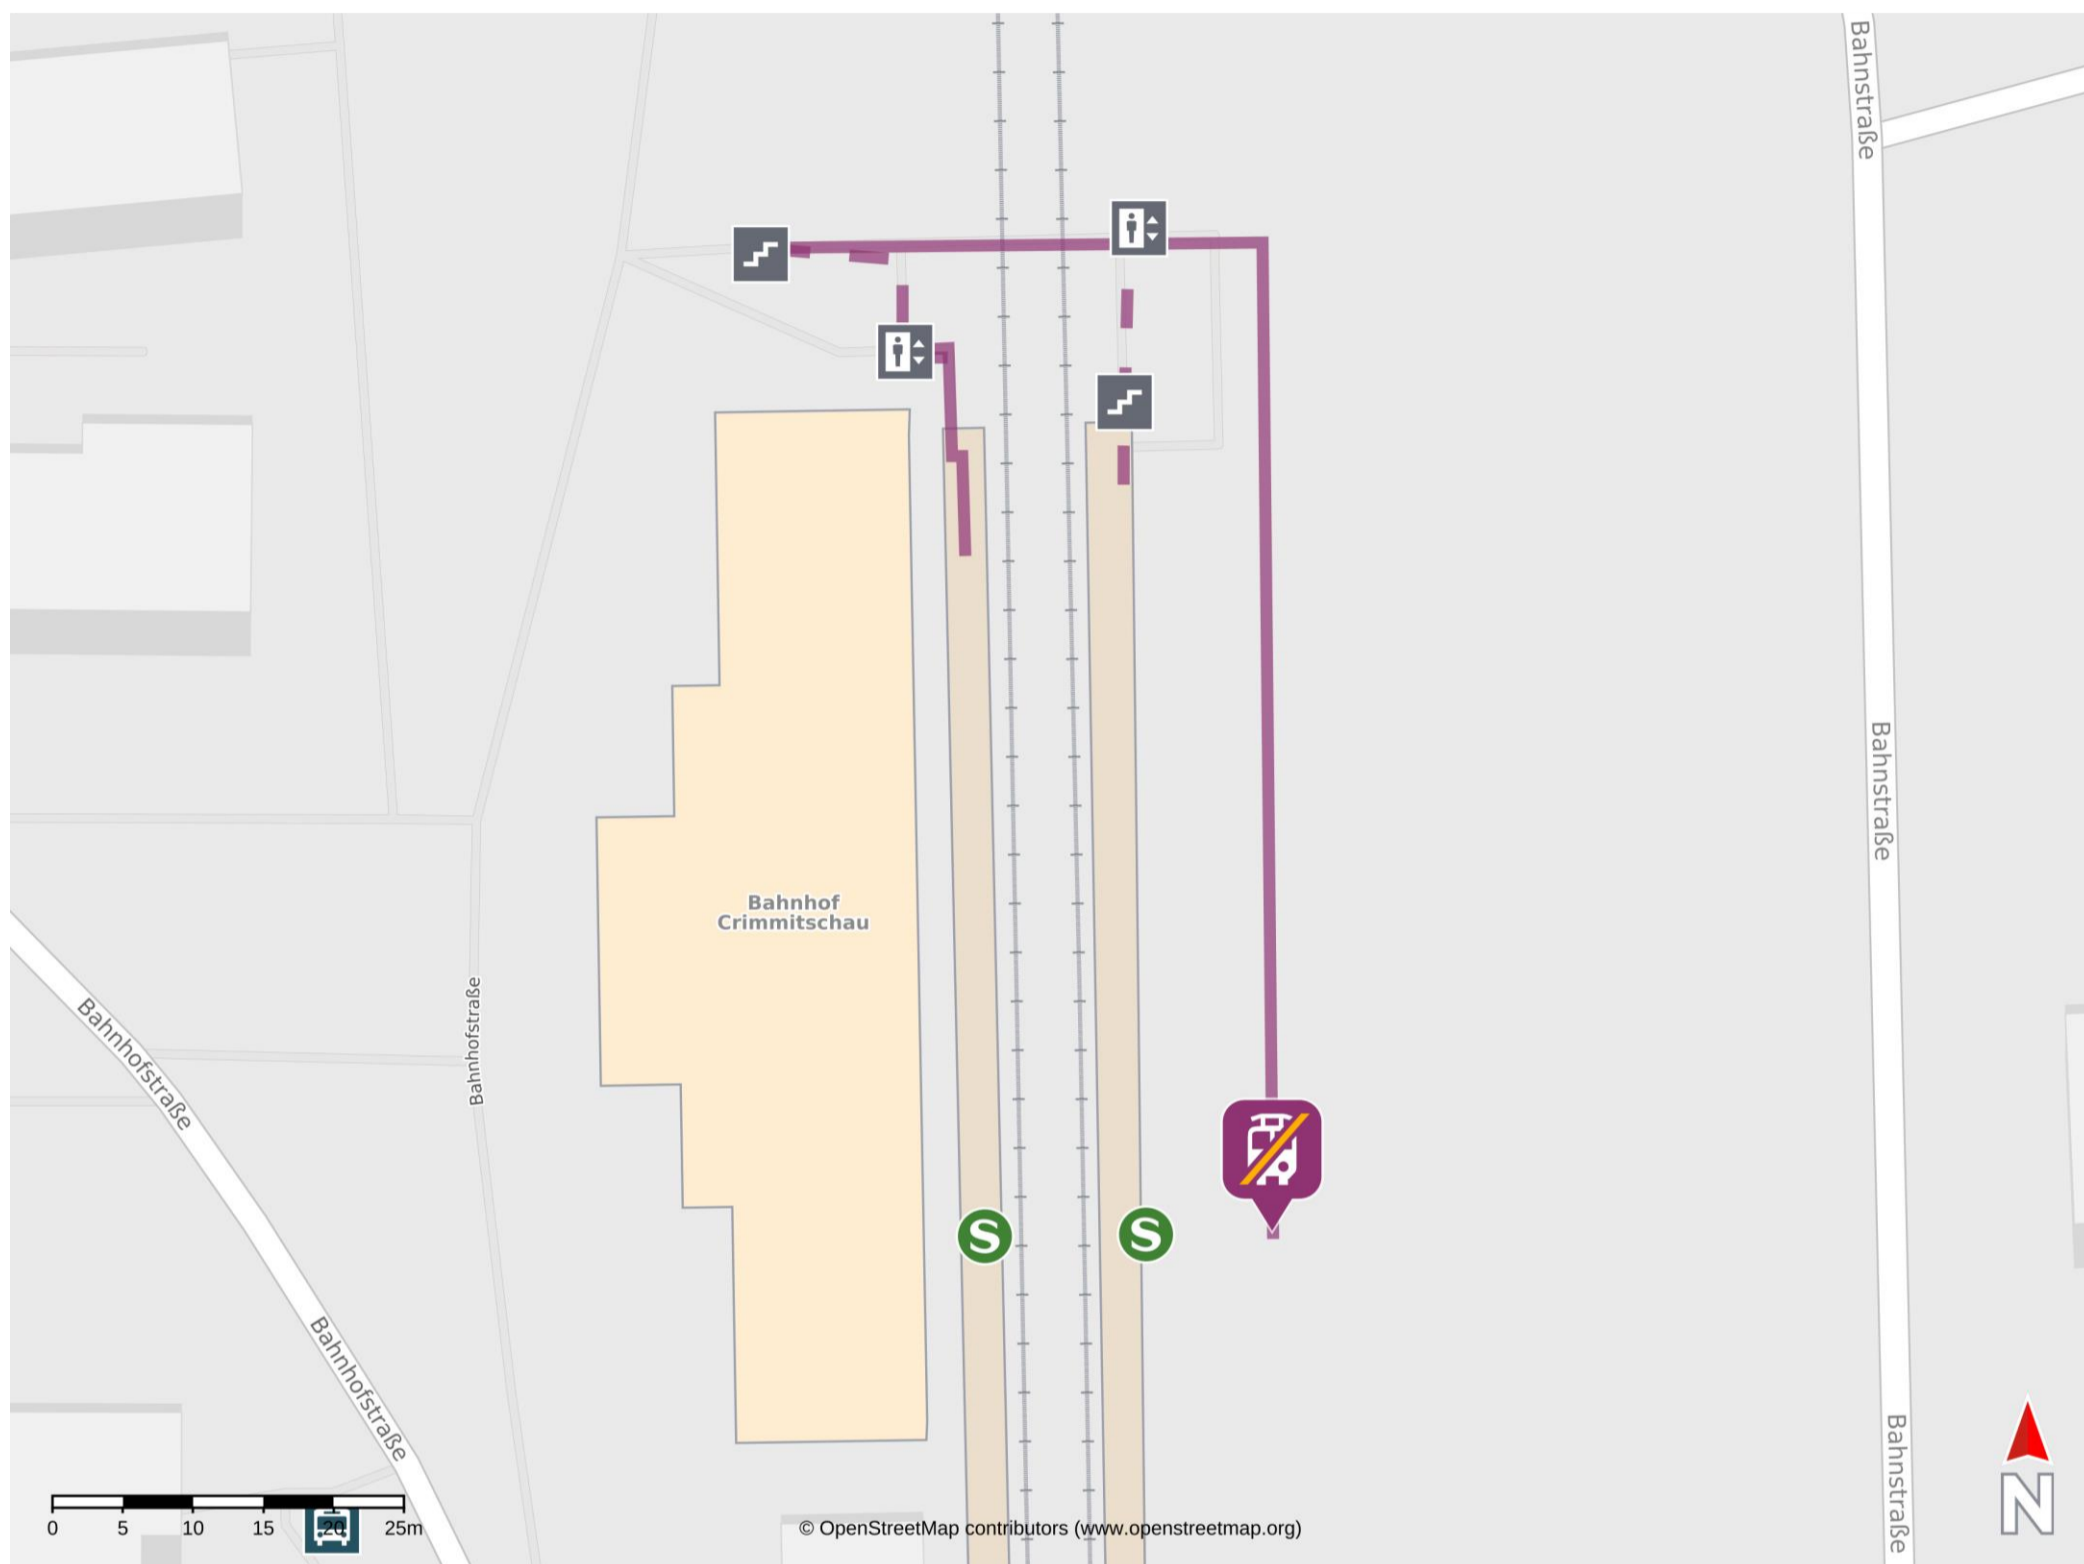 Bahnstraße
Bahnstraße
Bahnhof
Crimmitschau
Bahnhofstraße
Bahnhofstraße
Bahnhofstraße
S
S
Bahnstraße
0 5 10 15 20 25m
© OpenStreetMap contributors (www.openstreetmap.org)
N